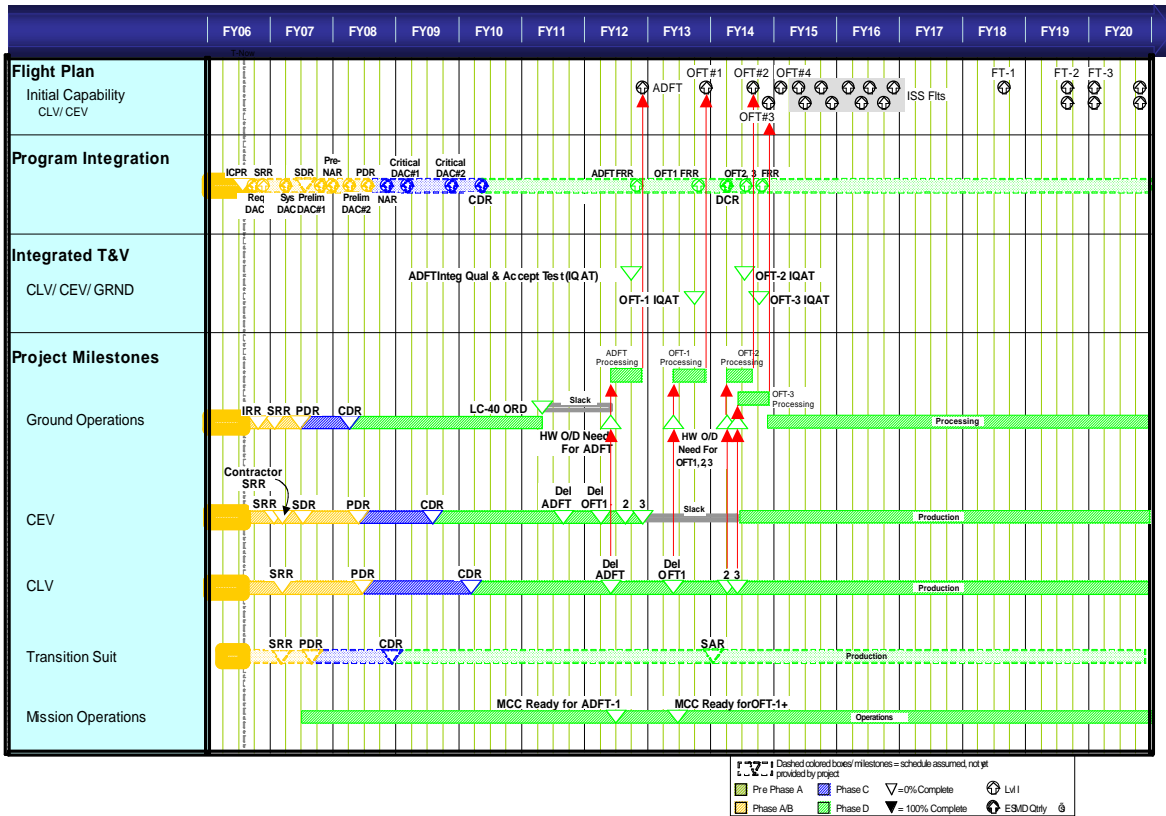 FY06 FY07 FY08 FY09 FY10 FY11 FY12 FY13 FY14 FY15 FY16 FY17 FY18 FY19 FY20
T-Now
Flight Plan
Initial Capability
CLV/ CEV
ADFT
OFT#1
OFT#2
OFT#4
OFT#3
ISS Flts
FT-1
FT-2
FT-3
Program Integration
ICPR SRR SDR Pre-
NAR
PDR Critical
DAC#1
Critical
DAC#2
ADFT FRR OFT1 FRR OFT2, 3 FRR
Req
DAC
Sys
DAC
Prelim
DAC#1
Prelim
DAC#2
NAR
CDR
DCR
Integrated T&V
CLV/ CEV/ GRND
ADFTInteg Qual & Accept Test(IQAT)
OFT-2 IQAT
OFT-1 IQAT
OFT-3 IQAT
Project Milestones
ADFT
Processing
OFT-1
Processing
OFT-2
Processing
OFT-3
Processing
Ground Operations
IRR SRR PDR CDR
LC-40 ORD
Slack
HW O/D Need
For ADFT
HW O/D
Need For
OFT1, 2,3
Processing
Contractor
SRR
CEV
SRR SDR PDR CDR
Del
ADFT
Del
OFT1
2 3
Slack
Production
CLV
SRR PDR CDR
Del
ADFT
Del
OFT1
2 3
Production
Transition Suit
SRR PDR CDR
SAR
Production
Mission Operations
MCC Ready for ADFT-1
MCC Ready forOFT-1+
Operations
Dashed colored boxes/ milestones = schedule assumed, not yet
provided by project
Pre Phase A Phase C =0% Complete Lvl I
Phase A/B Phase D = 100% Complete ESMD Qtrly